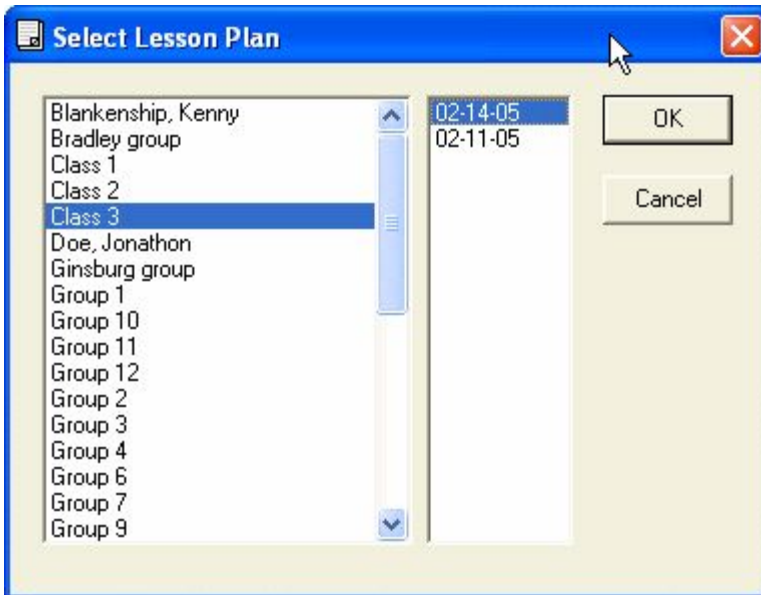 Select Lesson Plan
Blankenship, Kenny
Bradley group
Class 1
Class 2
Class 3
Doe, Jonathon
Ginsburg group
Group 1
Group 10
Group 11
Group 12
Group 2
Group 3
Group 4
Group 6
Group 7
Group 9
02-14-05
02-11-05
OK
Cancel